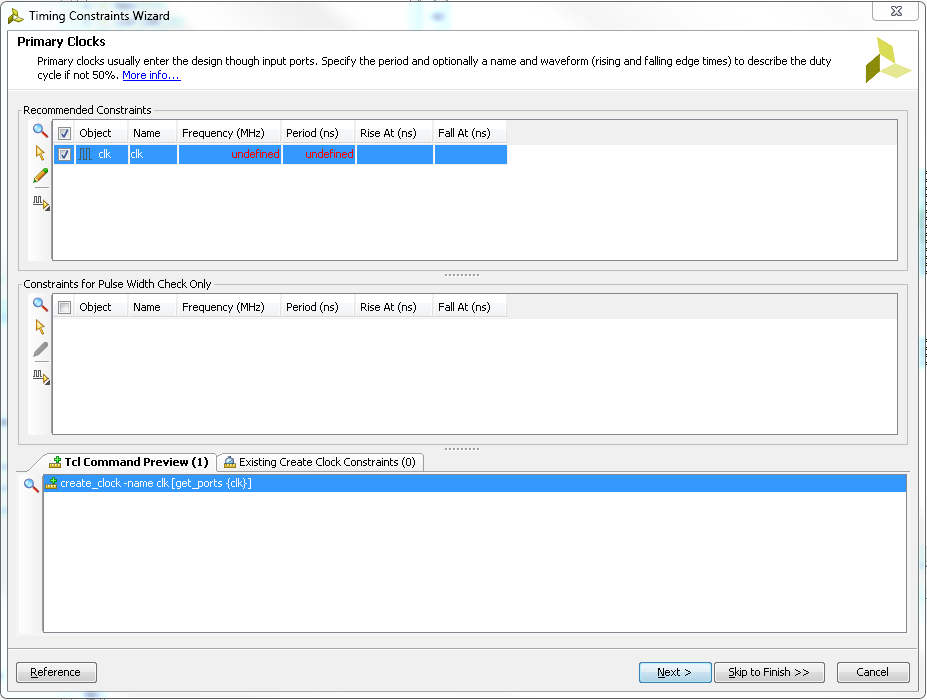 Timing Constraints Wizard
Primary Clocks
Primary clocks usually enter the design though input ports. Specify the period and optionally a name and waveform (rising and falling edge times) to describe the duty
cycle if not 50%. More info...
Recommended Constraints
Object Name Frequency (MHz) Period (ns) Rise At (ns) Fall At (ns)
clk clk undefined undefined
Constraints for Pulse Width Check Only
Object Name Frequency (MHz) Period (ns) Rise At (ns) Fall At (ns)
Tcl Command Preview (1) Existing Create Clock Constraints (0)
create_clock -name clk [get_ports {clk}]
Reference Next > Skip to Finish >> Cancel